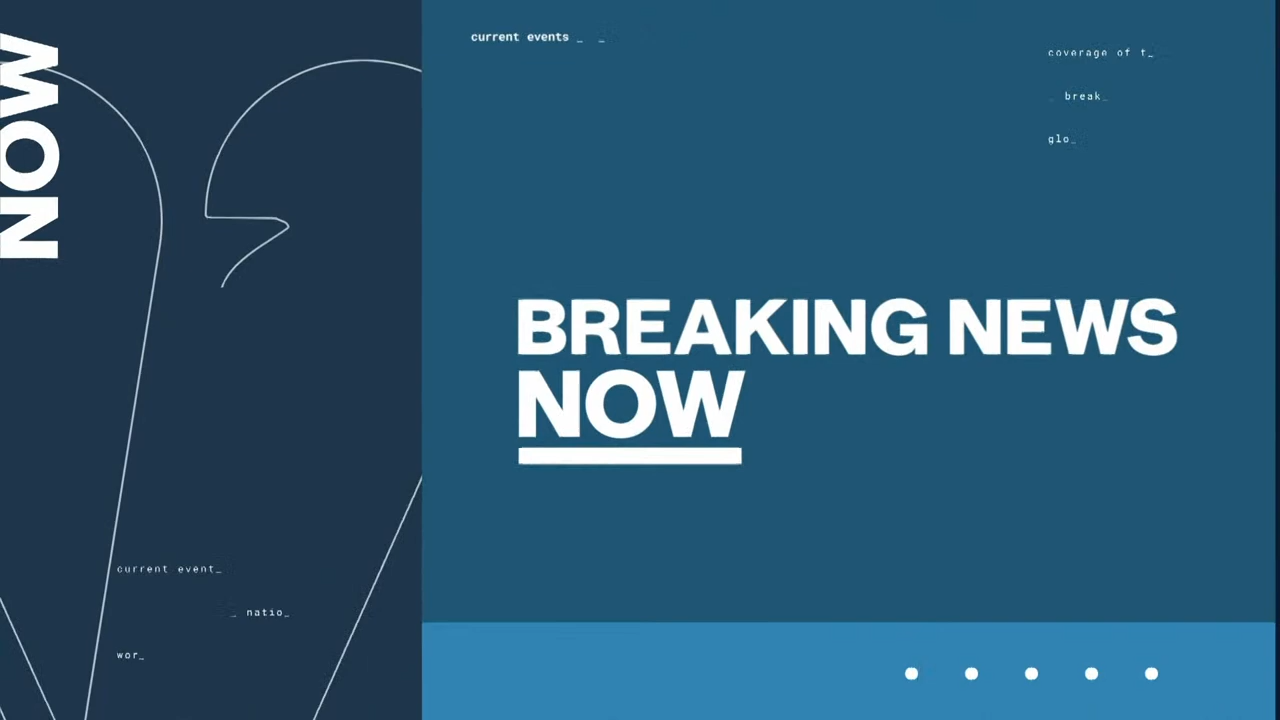 NOW
current events _ _
coverage of t_
_ break_
glo_
BREAKING NEWS
NOW
current event_
_ natio_
wor_